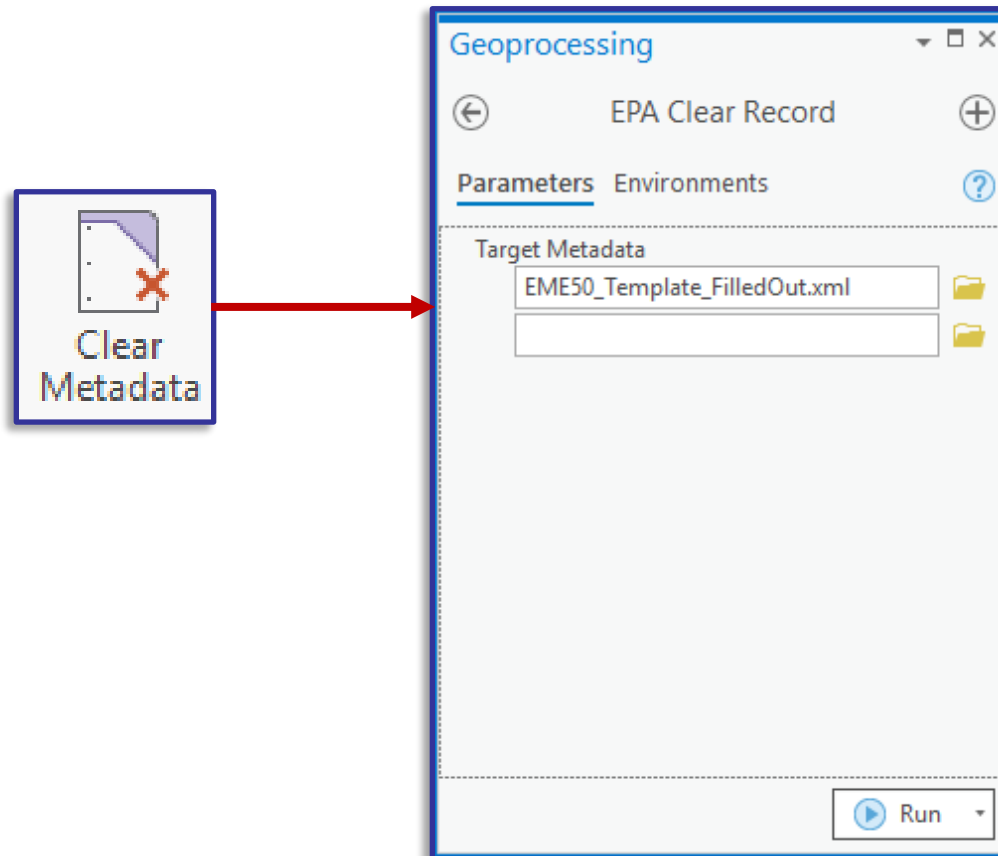 Clear
Metadata
Geoprocessing
EPA Clear Record
Parameters Environments
Target Metadata
EME50_Template_FilledOut.xml
Run